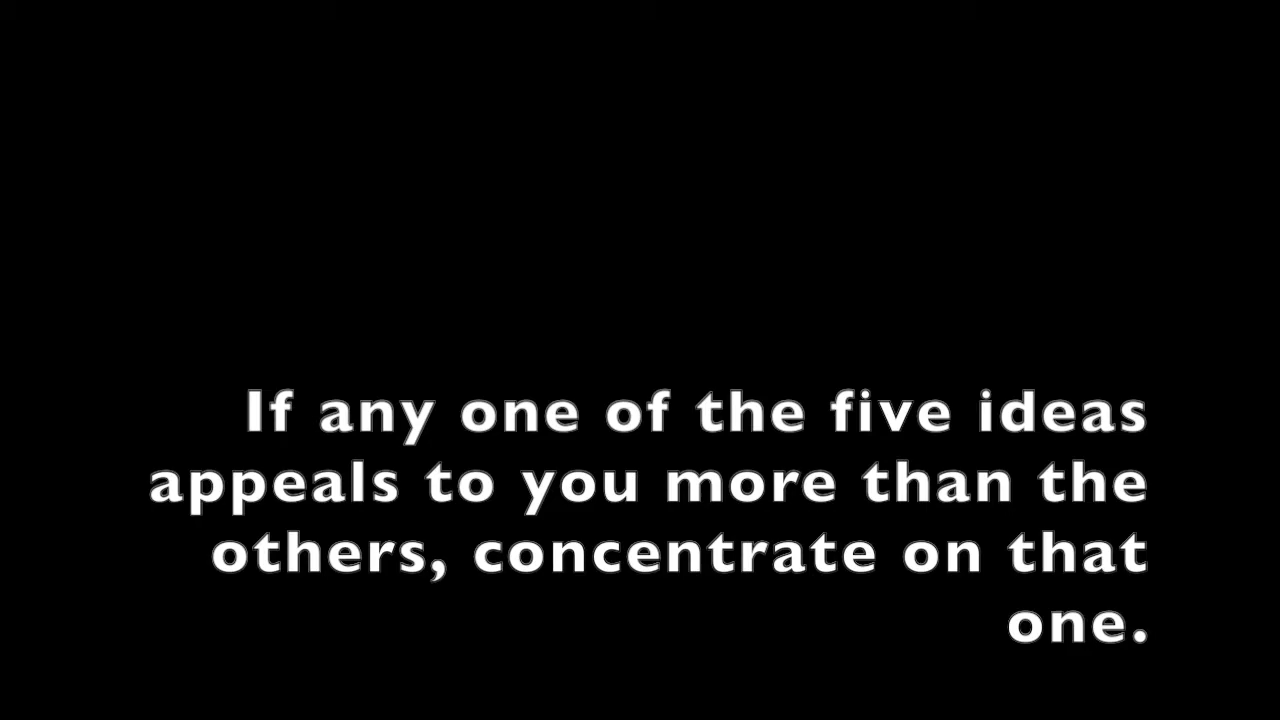 If any one of the five ideas
appeals to you more than the
others, concentrate on that
one.